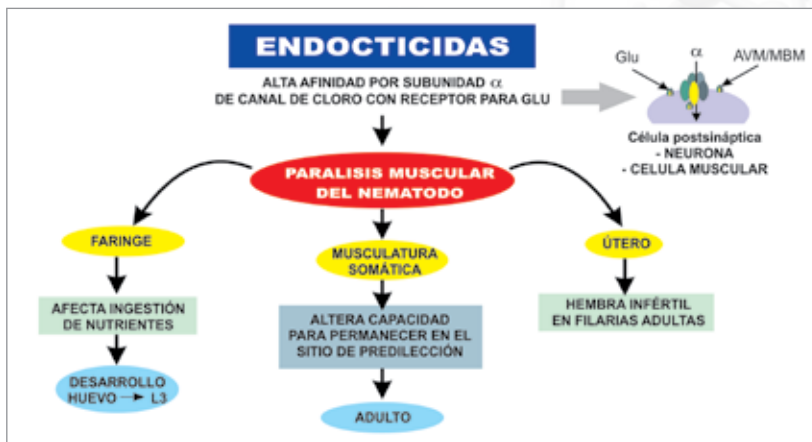 ENDOCTICIDAS
ALTA AFINIDAD POR SUBUNIDAD α
DE CANAL DE CLORO CON RECEPTOR PARA GLU
Glu
α
AVM/MBM
Célula postsináptica
- NEURONA
- CELULA MUSCULAR
PARALISIS MUSCULAR
DEL NEMATODO
FARINGE
MUSCULATURA
SOMÁTICA
ÚTERO
AFECTA INGESTIÓN
DE NUTRIENTES
ALTERA CAPACIDAD
PARA PERMANECER EN EL
SITIO DE PREDILECCIÓN
HEMBRA INFÉRTIL
EN FILARIAS ADULTAS
DESARROLLO
HUEVO → L3
ADULTO